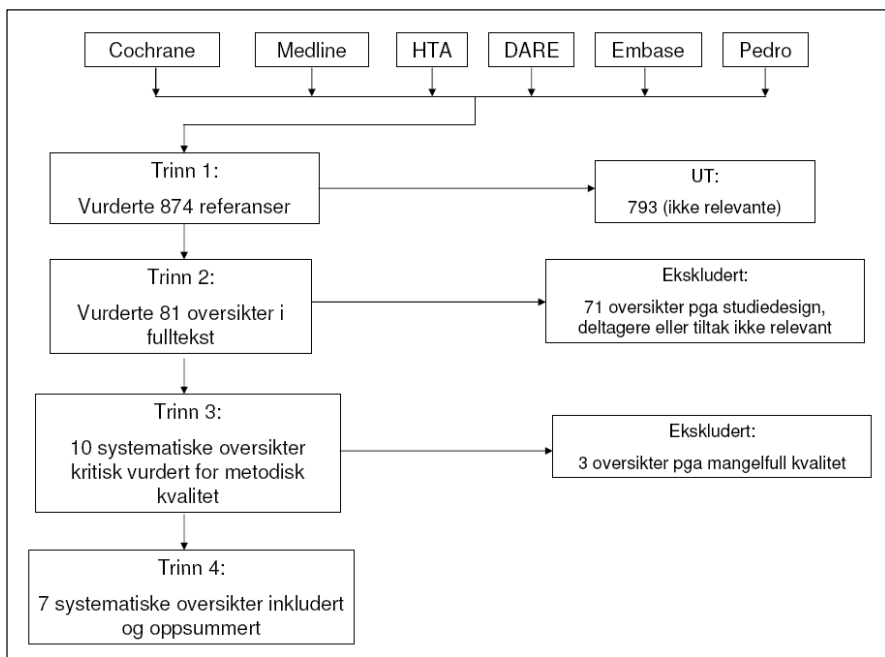 Cochrane
Medline
HTA
DARE
Embase
Pedro
Trinn 1:
Vurderte 874 referanser
UT:
793 (ikke relevante)
Trinn 2:
Vurderte 81 oversikter i
fulltekst
Ekskludert:
71 oversikter pga studiedesign,
deltagere eller tiltak ikke relevant
Trinn 3:
10 systematiske oversikter
kritisk vurdert for metodisk
kvalitet
Ekskludert:
3 oversikter pga mangelfull kvalitet
Trinn 4:
7 systematiske oversikter inkludert
og oppsummert